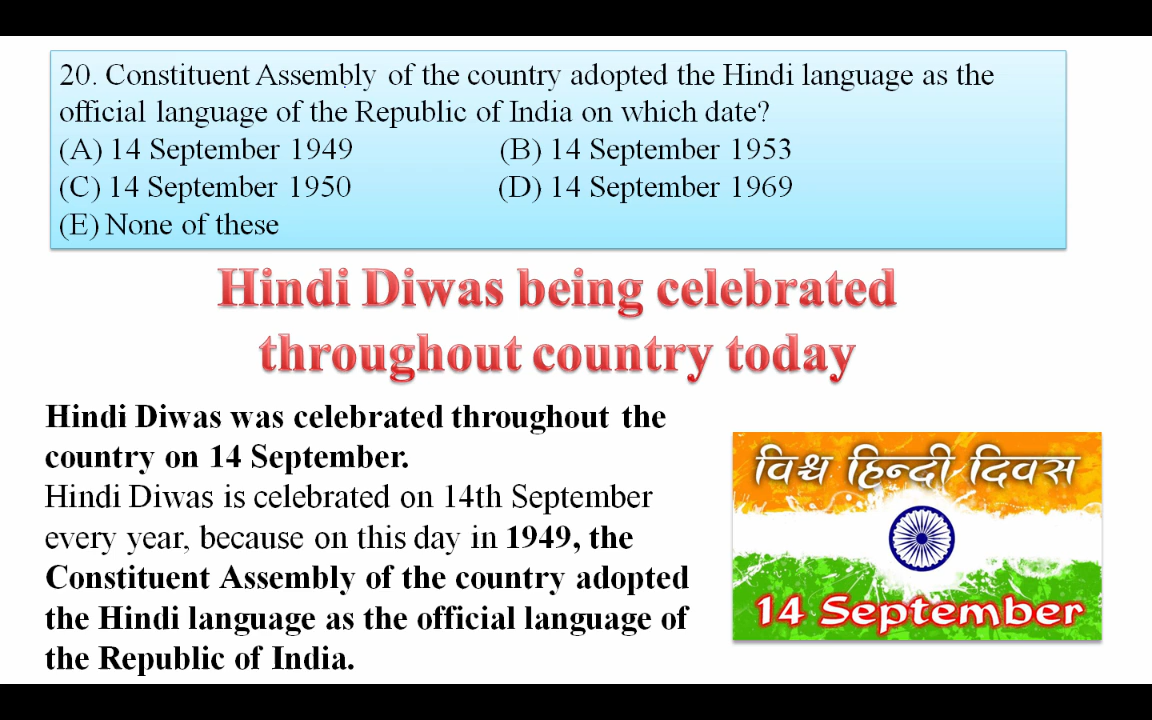 20. Constituent Assembly of the country adopted the Hindi language as the
official language of the Republic of India on which date?
(A) 14 September 1949 (B) 14 September 1953
(C) 14 September 1950 (D) 14 September 1969
(E) None of these
Hindi Diwas being celebrated
throughout country today
Hindi Diwas was celebrated throughout the
country on 14 September.
Hindi Diwas is celebrated on 14th September
every year, because on this day in 1949, the
Constituent Assembly of the country adopted
the Hindi language as the official language of
the Republic of India.
विश्व हिन्दी दिवस
14 September